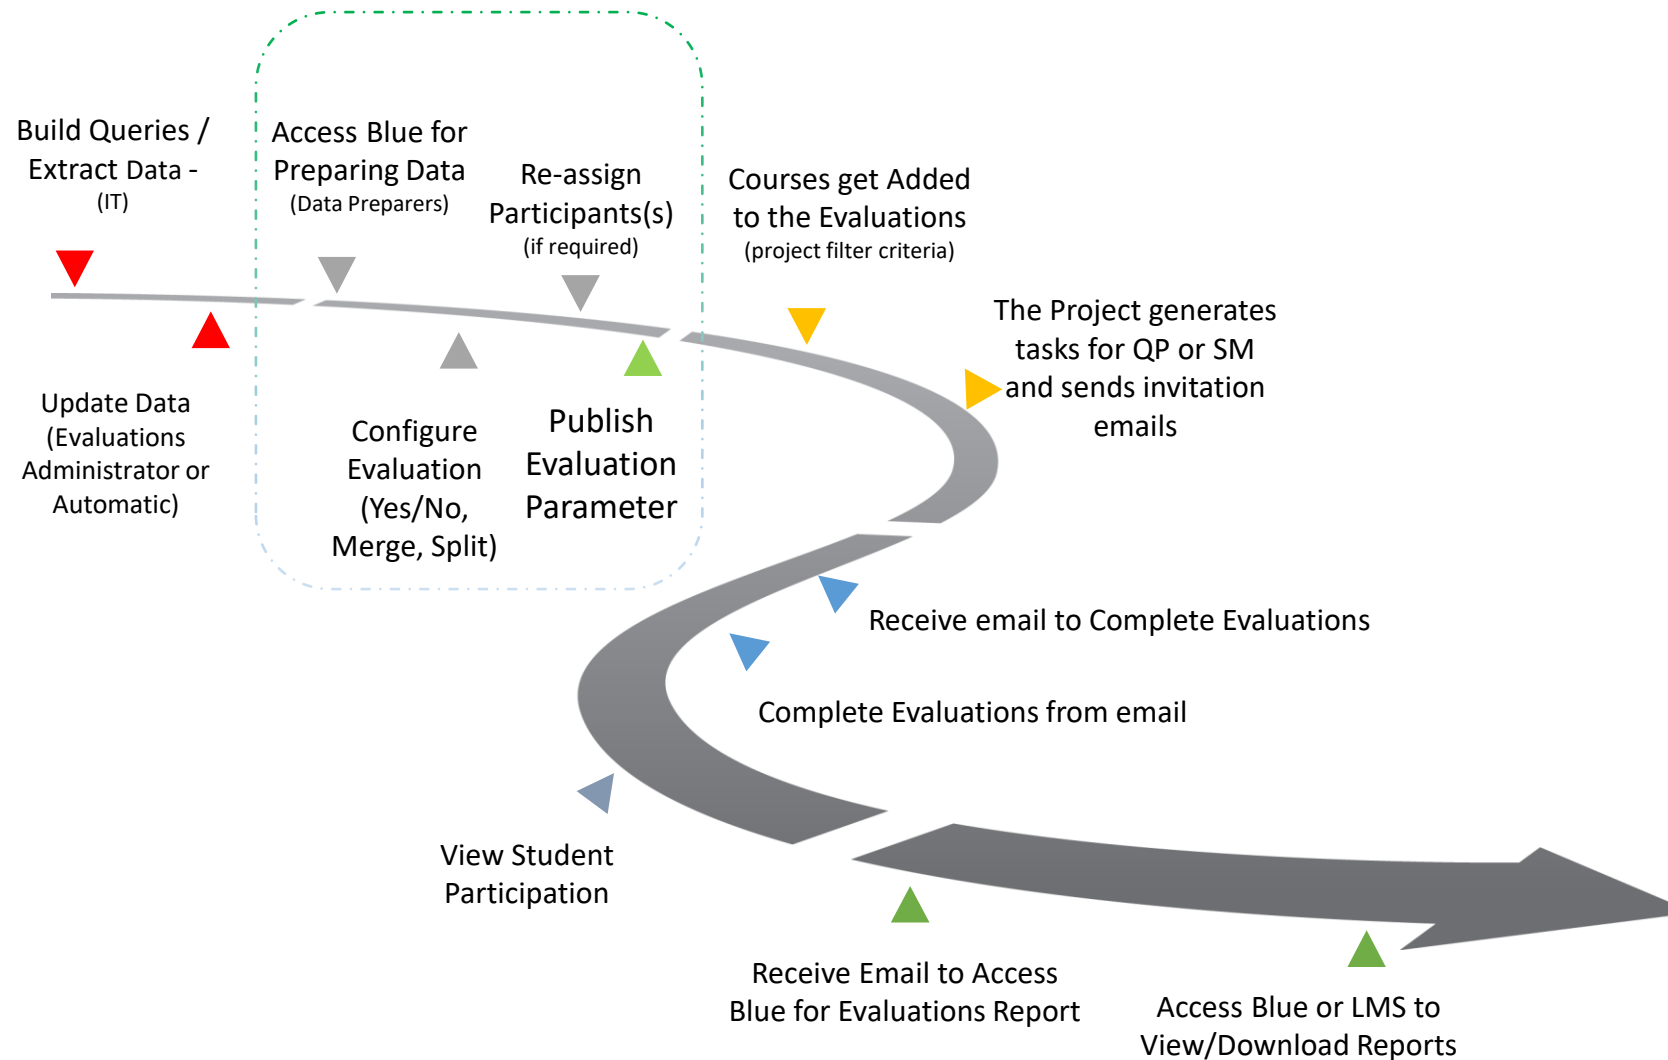 Build Queries /
Extract Data -
(IT)
Update Data
(Evaluations
Administrator or
Automatic)
Access Blue for
Preparing Data
(Data Preparers)
Configure
Evaluation
(Yes/No,
Merge, Split)
Re-assign
Participants(s)
(if required)
Publish
Evaluation
Parameter
Courses get Added
to the Evaluations
(project filter criteria)
The Project generates
tasks for QP or SM
and sends invitation
emails
Receive email to Complete Evaluations
Complete Evaluations from email
View Student
Participation
Receive Email to Access
Blue for Evaluations Report
Access Blue or LMS to
View/Download Reports